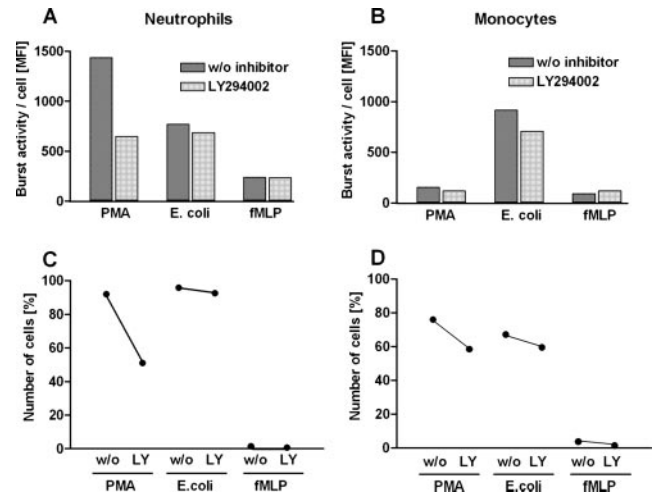 A
Neutrophils
Burst activity / cell [MFI]
1500
1000
500
0
w/o inhibitor
LY294002
PMA
E. coli
fMLP
B
Monocytes
Burst activity / cell [MFI]
1500
1000
500
0
w/o inhibitor
LY294002
PMA
E. coli
fMLP
C
Number of cells [%]
100
80
60
40
20
0
w/o LY w/o LY w/o LY
PMA
E.coli
fMLP
D
Number of cells [%]
100
80
60
40
20
0
w/o LY w/o LY w/o LY
PMA
E.coli
fMLP